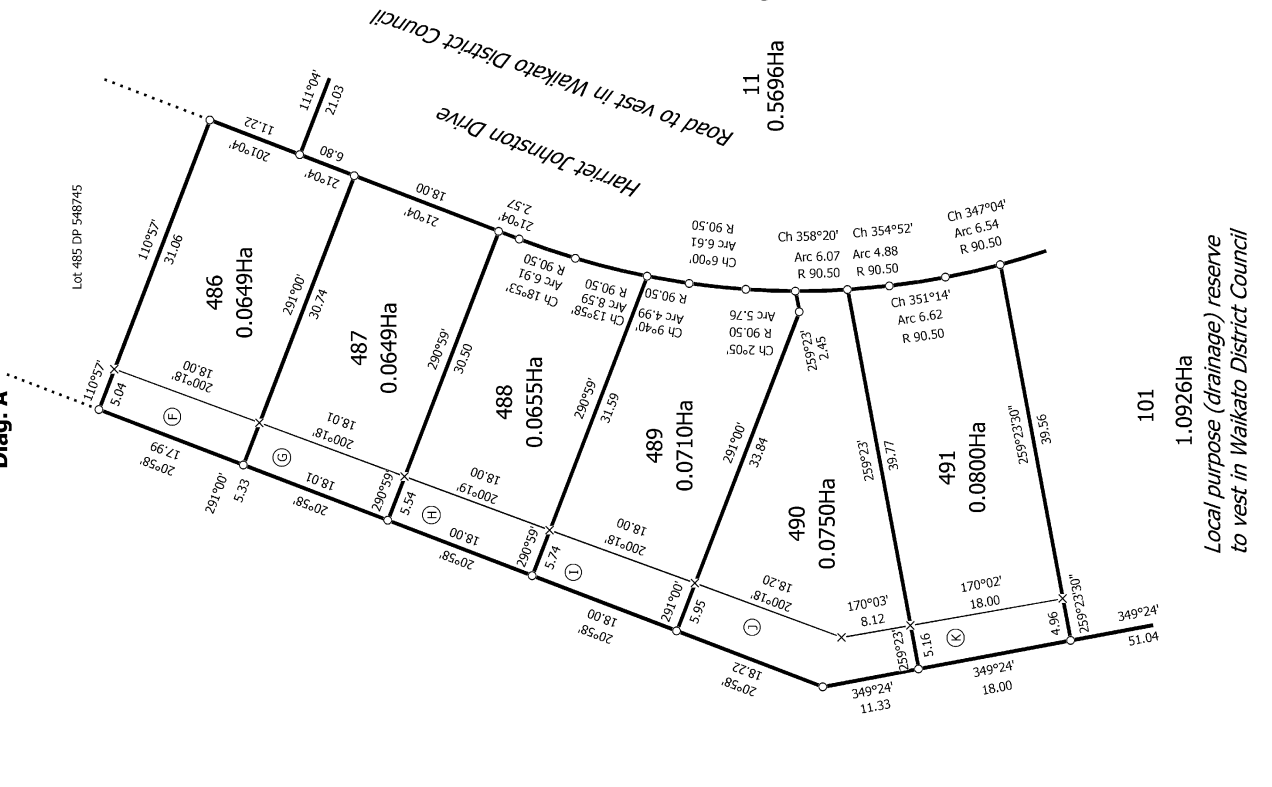 Diag. A
Lot 485 DP 548745
Road to vest in Waikato District Council
Harriet Johnston Drive
11
0.5696Ha
111°04'
21.03
11.22
201°04'
6.80
21°04'
18.00
21°04'
2.57
21°04'
110°57'
31.06
486
0.0649Ha
291°00'
30.74
487
0.0649Ha
290°59'
30.50
488
0.0655Ha
290°59'
31.59
489
0.0710Ha
291°00'
33.84
490
0.0750Ha
259°23'
2.45
259°23'
39.77
491
0.0800Ha
259°23'30"
39.56
Ch 18°53'
Arc 6.91
R 90.50
Ch 13°58'
Arc 8.59
R 90.50
Ch 9°40'
Arc 4.99
R 90.50
Ch 6°00'
Arc 6.61
R 90.50
Ch 2°05'
R 90.50
Arc 5.76
Ch 358°20'
Arc 6.07
R 90.50
Ch 354°52'
Arc 4.88
R 90.50
Ch 351°14'
Arc 6.62
R 90.50
Ch 347°04'
Arc 6.54
R 90.50
110°57'
5.04
18.00
200°18'
F
17.99
20°58'
291°00'
5.33
18.01
200°18'
G
18.01
20°58'
290°59'
5.54
18.00
200°19'
H
18.00
20°58'
290°59'
5.74
18.00
200°18'
I
18.00
20°58'
291°00'
5.95
18.20
200°18'
J
18.22
20°58'
170°03'
8.12
259°23'
5.16
349°24'
11.33
170°02'
18.00
K
349°24'
18.00
4.96
259°23'30"
349°24'
51.04
101
1.0926Ha
Local purpose (drainage) reserve
to vest in Waikato District Council